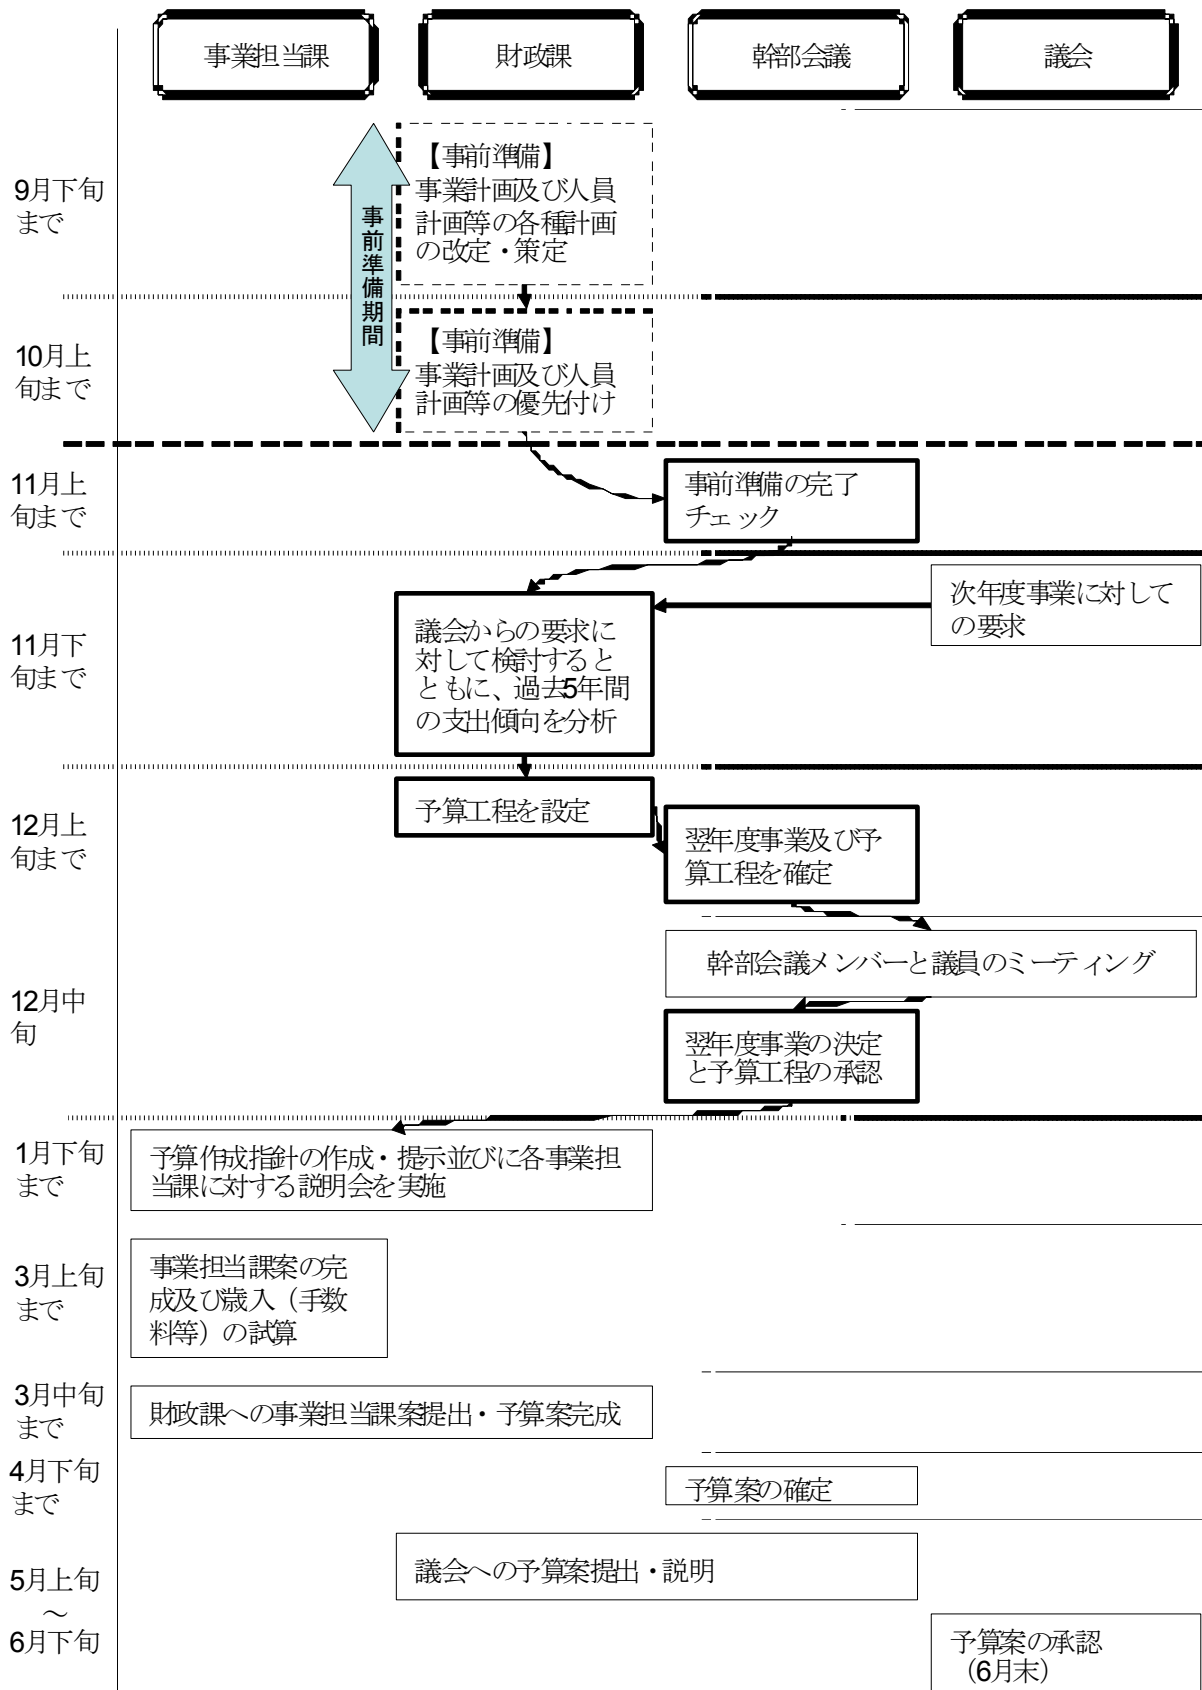 事業担当課
財政課
幹部会議
議会
9月下旬
まで
事前準備期間
【事前準備】
事業計画及び人員
計画等の各種計画
の改定・策定
10月上
旬まで
【事前準備】
事業計画及び人員
計画等の優先付け
11月上
旬まで
事前準備の完了
チェック
11月下
旬まで
次年度事業に対して
の要求
議会からの要求に
対して検討すると
ともに、過去5年間
の支出傾向を分析
12月上
旬まで
予算工程を設定
翌年度事業及び予
算工程を確定
12月中
旬
幹部会議メンバーと議員のミーティング
翌年度事業の決定
と予算工程の承認
1月下旬
まで
予算作成指針の作成・提示並びに各事業担
当課に対する説明会を実施
3月上旬
まで
事業担当課案の完
成及び歳入（手数
料等）の試算
3月中旬
まで
財政課への事業担当課案提出・予算案完成
4月下旬
まで
予算案の確定
5月上旬
～
6月下旬
議会への予算案提出・説明
予算案の承認
（6月末）